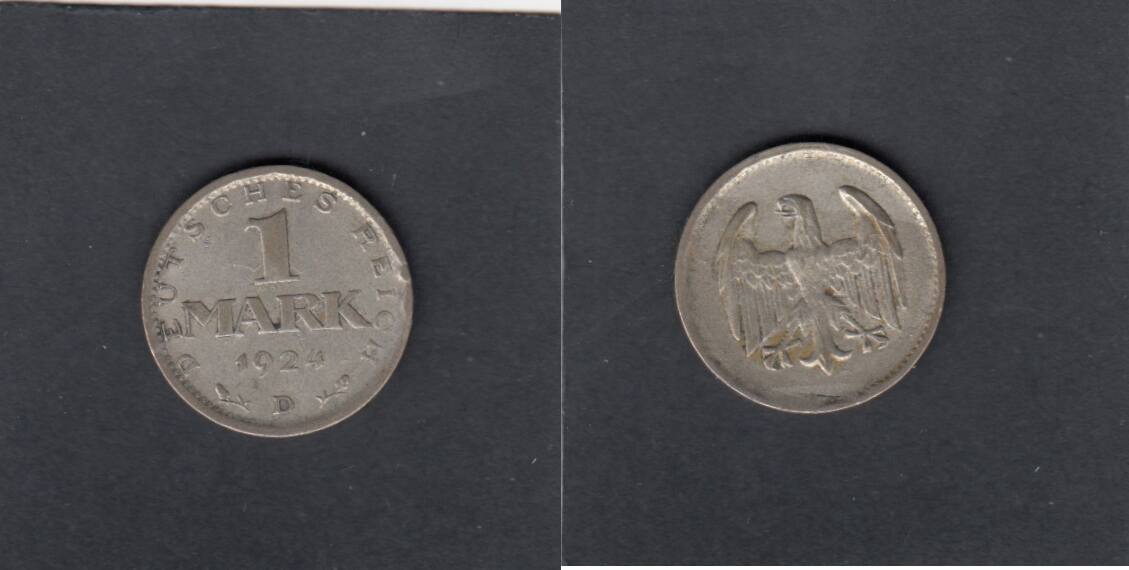 DEUTSCHES REICH
1
MARK
1924
D